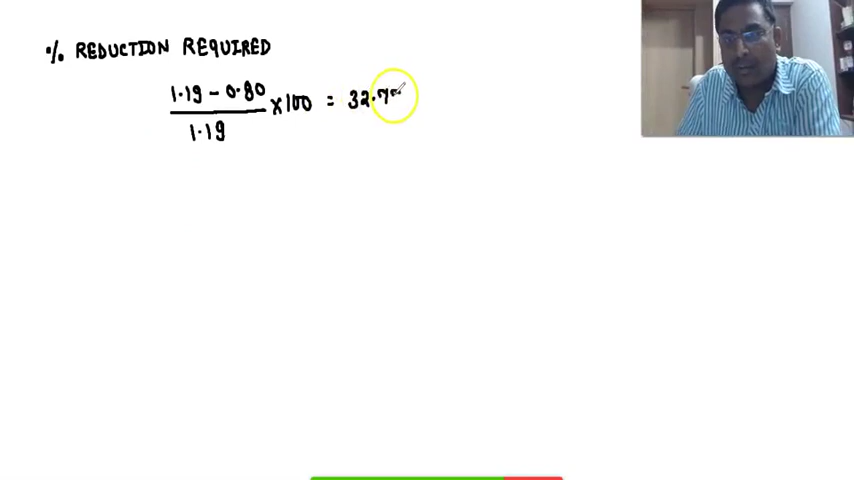 % REDUCTION REQUIRED
1.19 - 0.80
/ 1.19 x100 = 32.7